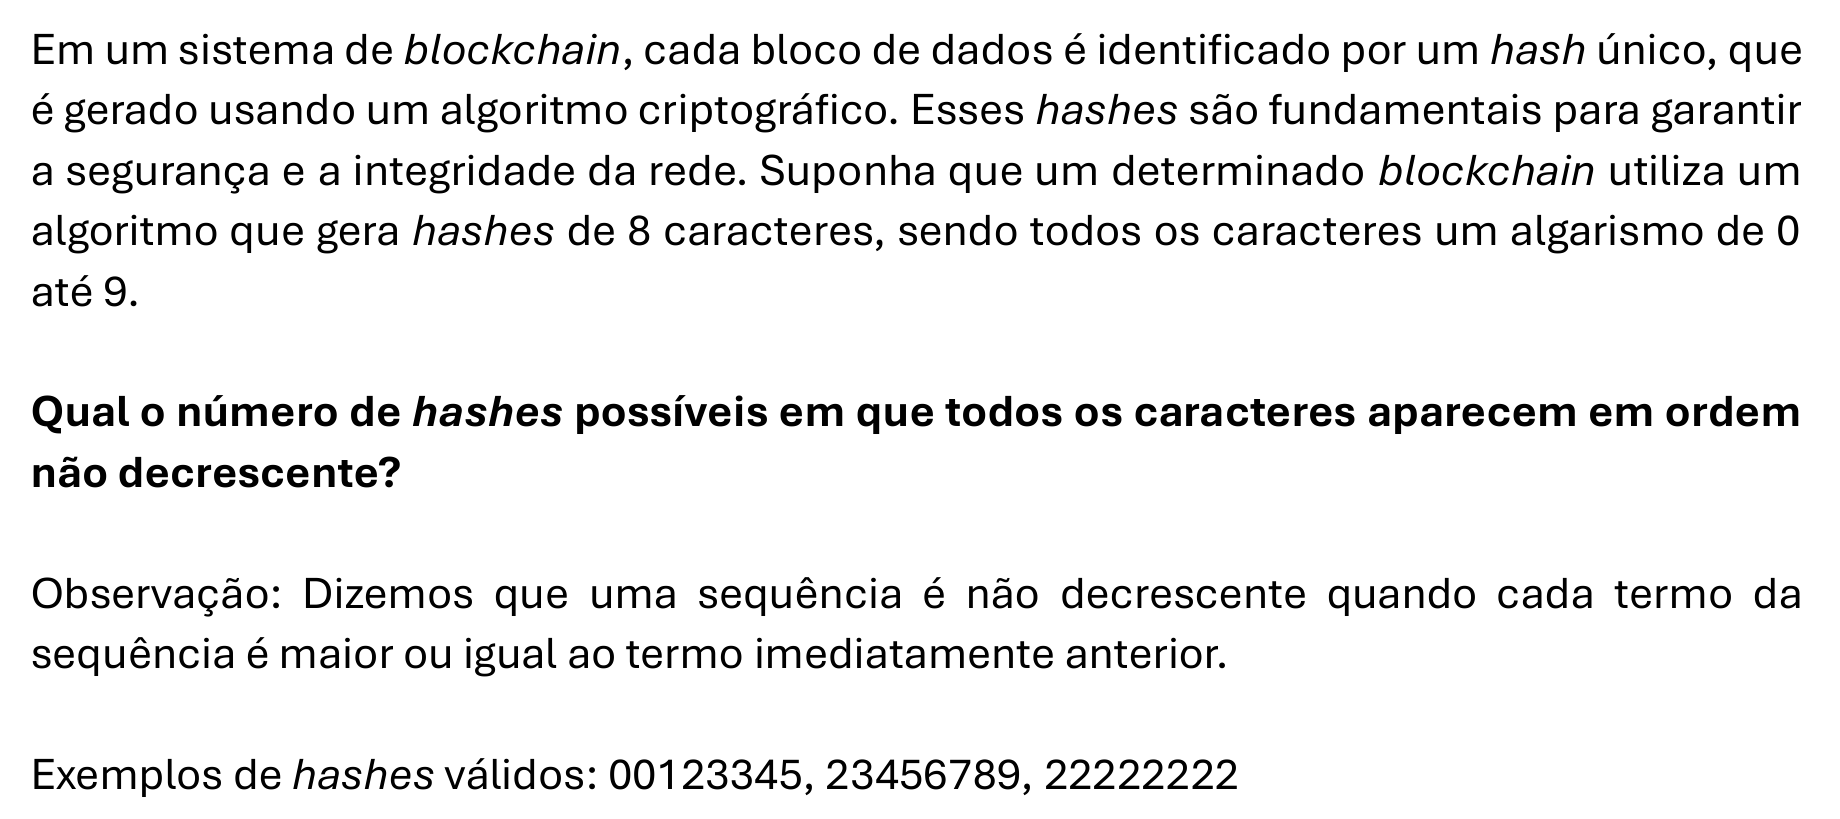 Em um sistema de blockchain, cada bloco de dados é identificado por um hash único, que
é gerado usando um algoritmo criptográfico. Esses hashes são fundamentais para garantir
a segurança e a integridade da rede. Suponha que um determinado blockchain utiliza um
algoritmo que gera hashes de 8 caracteres, sendo todos os caracteres um algarismo de 0
até 9.
Qual o número de hashes possíveis em que todos os caracteres aparecem em ordem
não decrescente?
Observação: Dizemos que uma sequência é não decrescente quando cada termo da
sequência é maior ou igual ao termo imediatamente anterior.
Exemplos de hashes válidos: 00123345, 23456789, 22222222